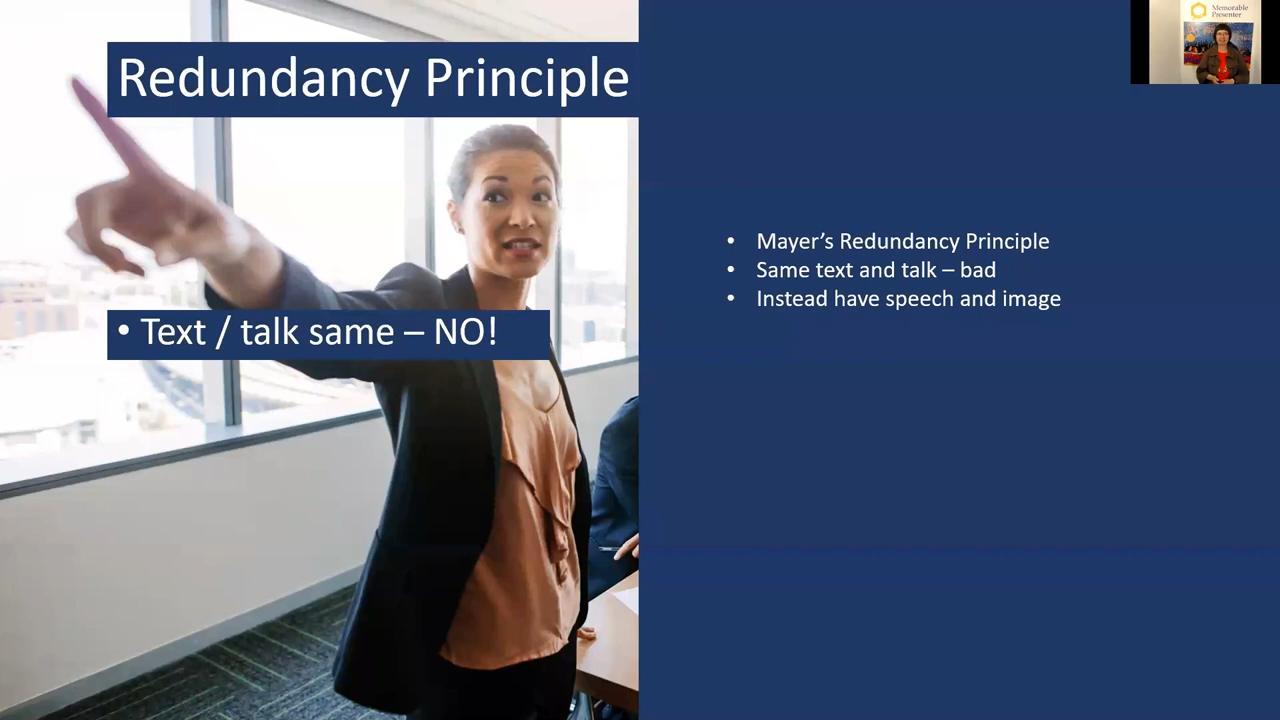 Redundancy Principle
• Text / talk same – NO!
• Mayer’s Redundancy Principle
• Same text and talk – bad
• Instead have speech and image
Memorable
Presenter